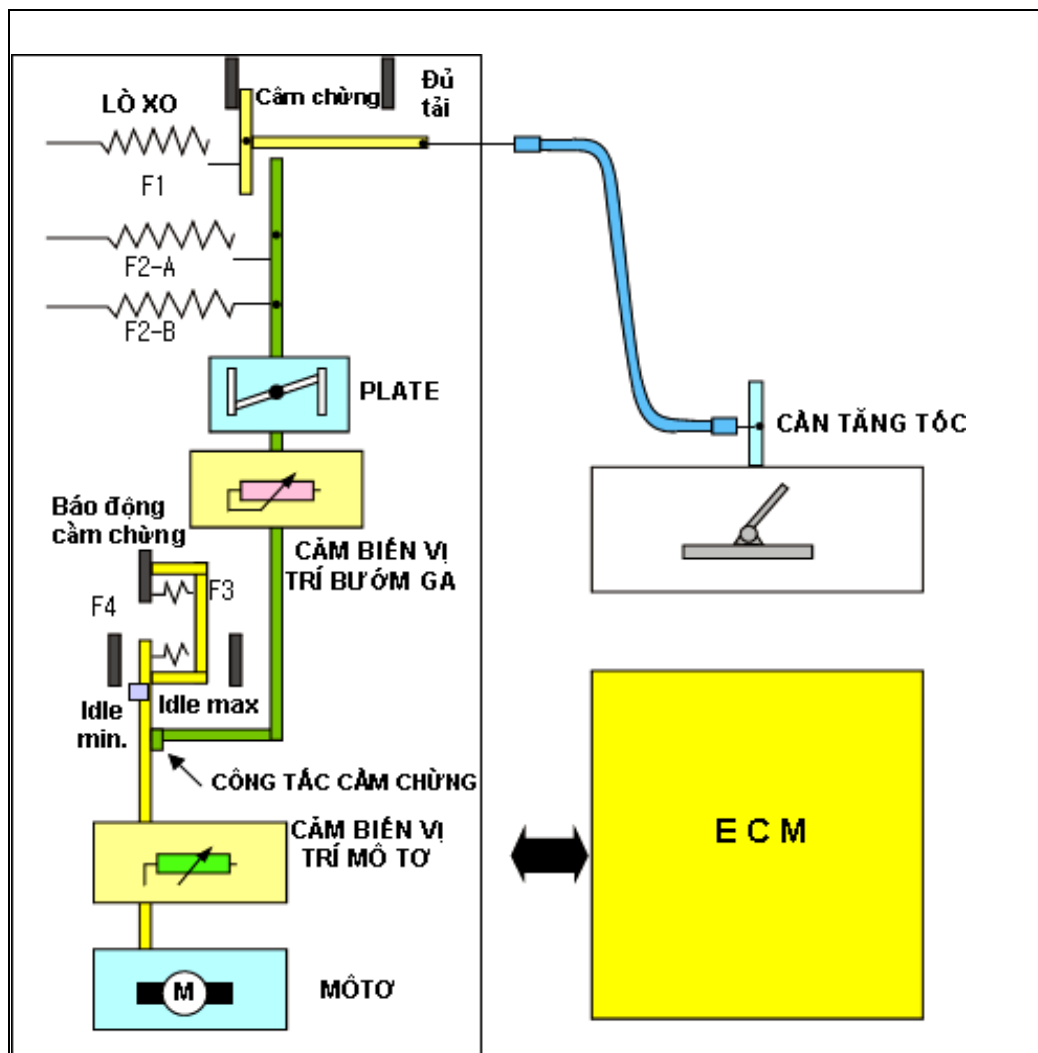 Câm chừng
Đủ
tải
LÒ XO
F1
F2-A
F2-B
PLATE
CẦN TĂNG TỐC
Báo động
cầm chừng
F3
F4
CẢM BIẾN VỊ
TRÍ BƯỚM GA
Idle max
Idle
min.
CÔNG TẮC CẦM CHỪNG
CẢM BIẾN VỊ
TRÍ MÔ TƠ
ECM
M
MÔTƠ